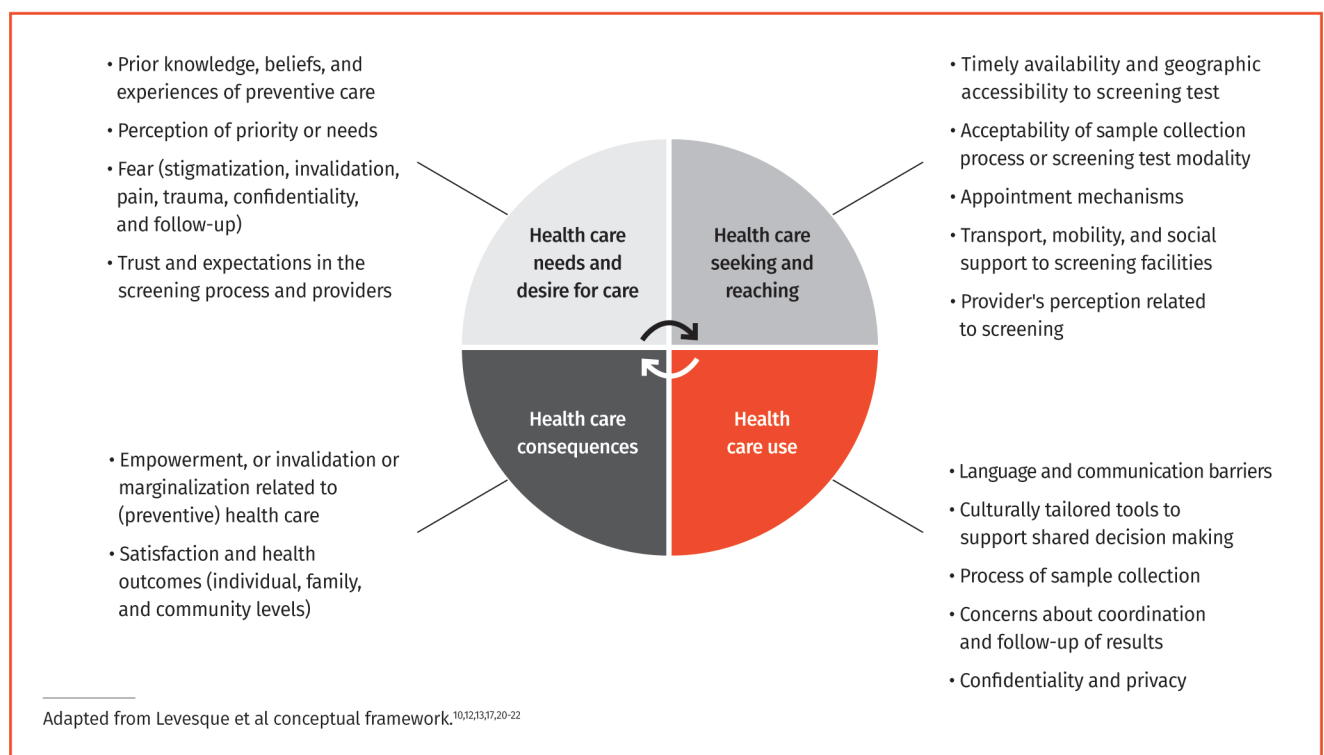 • Prior knowledge, beliefs, and
experiences of preventive care
• Perception of priority or needs
• Fear (stigmatization, invalidation,
pain, trauma, confidentiality,
and follow-up)
• Trust and expectations in the
screening process and providers
• Timely availability and geographic
accessibility to screening test
• Acceptability of sample collection
process or screening test modality
• Appointment mechanisms
• Transport, mobility, and social
support to screening facilities
• Provider's perception related
to screening
Health care
needs and
desire for care
Health care
seeking and
reaching
Health care
consequences
Health
care use
• Empowerment, or invalidation or
marginalization related to
(preventive) health care
• Satisfaction and health
outcomes (individual, family,
and community levels)
• Language and communication barriers
• Culturally tailored tools to
support shared decision making
• Process of sample collection
• Concerns about coordination
and follow-up of results
• Confidentiality and privacy
Adapted from Levesque et al conceptual framework.10,12,13,17,20-22